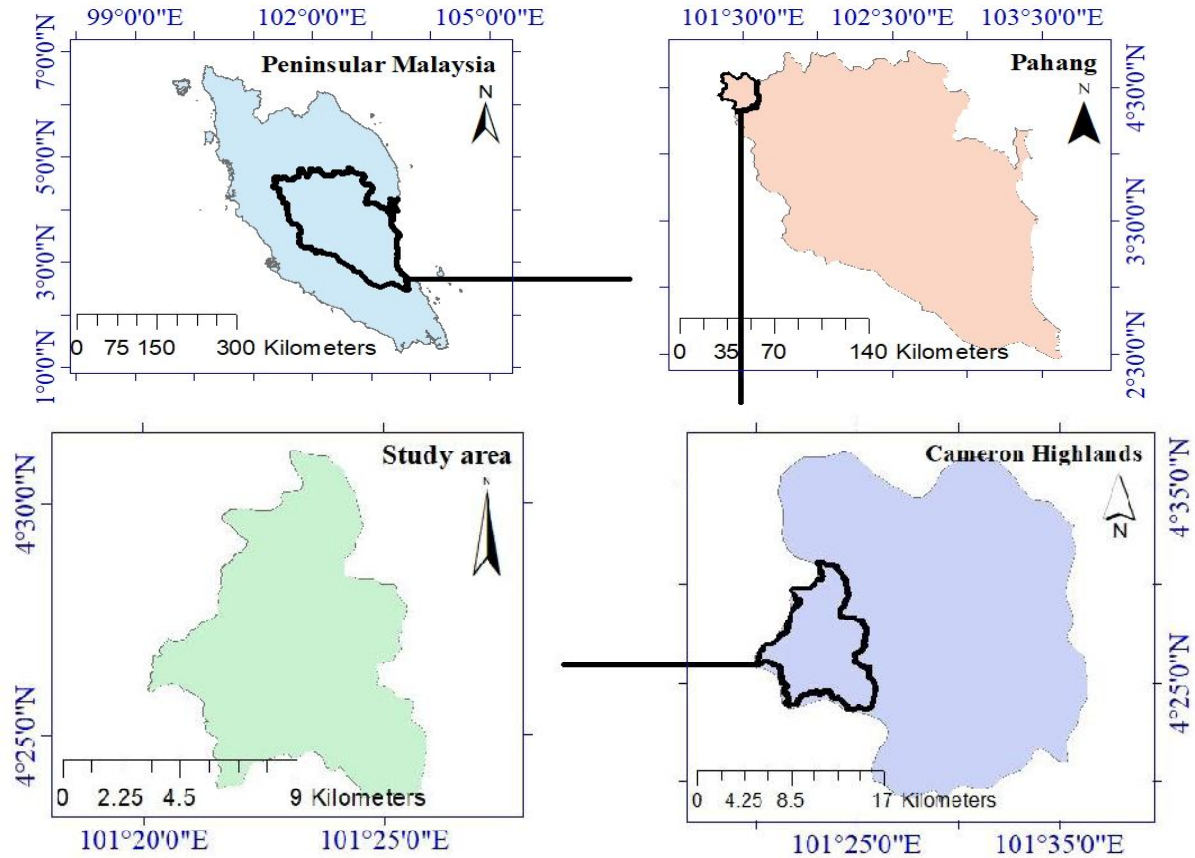 99°0'0"E 102°0'0"E 105°0'0"E
Peninsular Malaysia
N
7°0'0"N
5°0'0"N
3°0'0"N
1°0'0"N
0 75 150 300 Kilometers
101°30'0"E 102°30'0"E 103°30'0"E
Pahang
N
4°30'0"N
3°30'0"N
2°30'0"N
0 35 70 140 Kilometers
Study area
N
4°30'0"N
4°25'0"N
0 2.25 4.5 9 Kilometers
101°20'0"E 101°25'0"E
Cameron Highlands
N
4°35'0"N
4°25'0"N
0 4.25 8.5 17 Kilometers
101°25'0"E 101°35'0"E